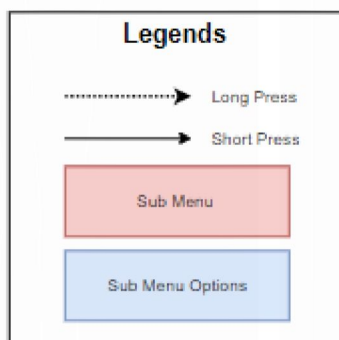 Legends
Long Press
Short Press
Sub Menu
Sub Menu Options